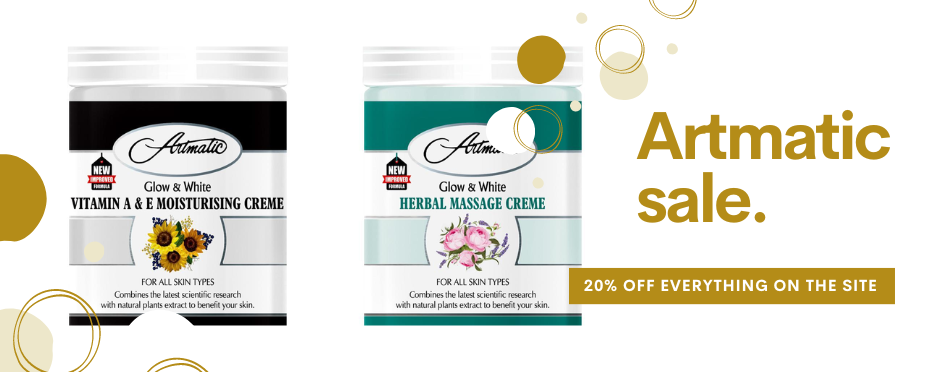 Artmatic
NEW
IMPROVED
FORMULA
Glow & White
VITAMIN A & E MOISTURISING CREME
FOR ALL SKIN TYPES
Combines the latest scientific research
with natural plants extract to benefit your skin.
NEW
IMPROVED
FORMULA
Glow & White
HERBAL MASSAGE CREME
FOR ALL SKIN TYPES
Combines the latest scientific research
with natural plants extract to benefit your skin.
Artmatic
sale.
20% OFF EVERYTHING ON THE SITE